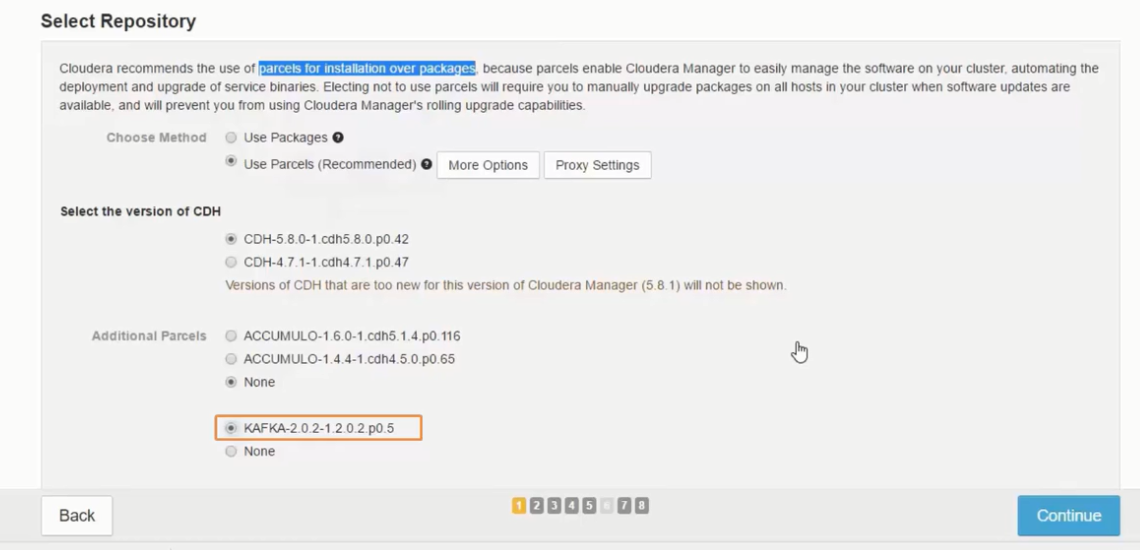 Select Repository
Cloudera recommends the use of parcels for installation over packages, because parcels enable Cloudera Manager to easily manage the software on your cluster, automating the
deployment and upgrade of service binaries. Electing not to use parcels will require you to manually upgrade packages on all hosts in your cluster when software updates are
available, and will prevent you from using Cloudera Manager's rolling upgrade capabilities.
Choose Method Use Packages ?
Use Parcels (Recommended) ? More Options Proxy Settings
Select the version of CDH
CDH-5.8.0-1.cdh5.8.0.p0.42
CDH-4.7.1-1.cdh4.7.1.p0.47
Versions of CDH that are too new for this version of Cloudera Manager (5.8.1) will not be shown.
Additional Parcels ACCUMULO-1.6.0-1.cdh5.1.4.p0.116
ACCUMULO-1.4.4-1.cdh4.5.0.p0.65
None
KAFKA-2.0.2-1.2.0.2.p0.5
None
Back 1 2 3 4 5 6 7 8 Continue